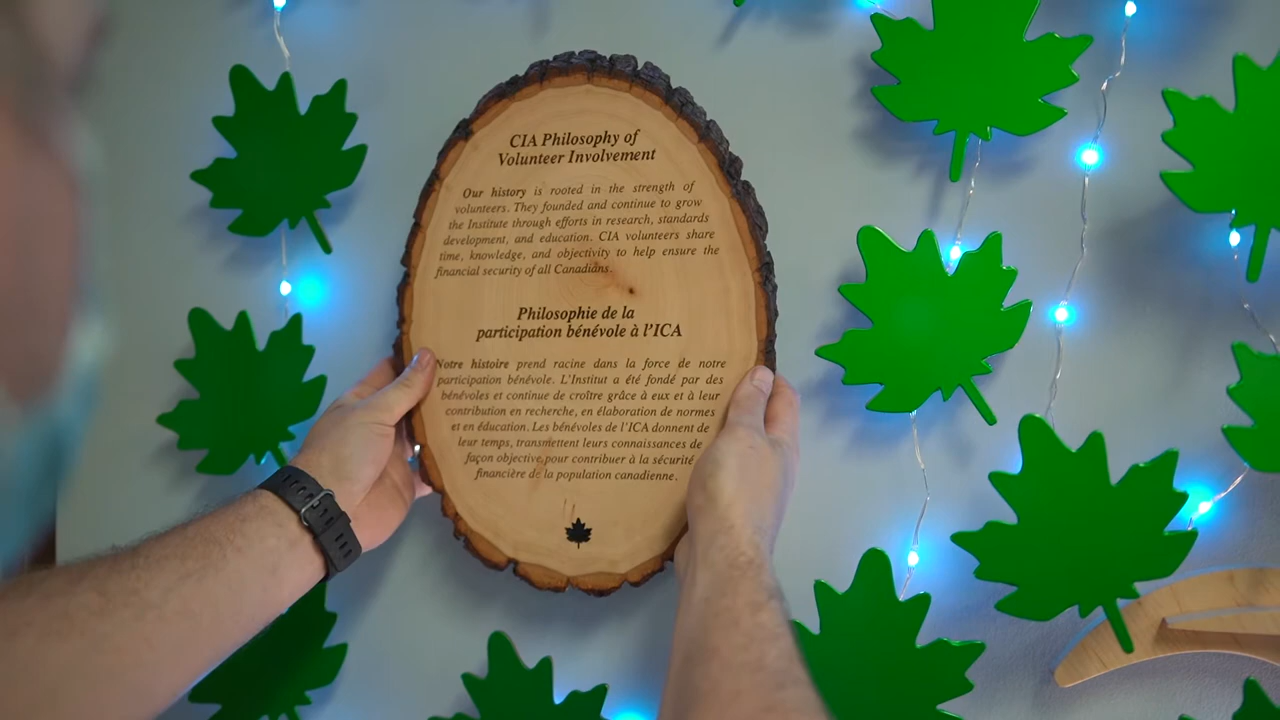 CIA Philosophy of
Volunteer Involvement
Our history is rooted in the strength of
volunteers. They founded and continue to grow
the Institute through efforts in research, standards
development, and education. CIA volunteers share
time, knowledge, and objectivity to help ensure the
financial security of all Canadians.
Philosophie de la
participation bénévole à l'ICA
Notre histoire prend racine dans la force de notre
participation bénévole. L'Institut a été fondé par des
bénévoles et continue de croître grâce à eux et à leur
contribution en recherche, en élaboration de normes
et en éducation. Les bénévoles de l'ICA donnent de
leur temps, transmettent leurs connaissances de
façon objective pour contribuer à la sécurité
financière de la population canadienne.